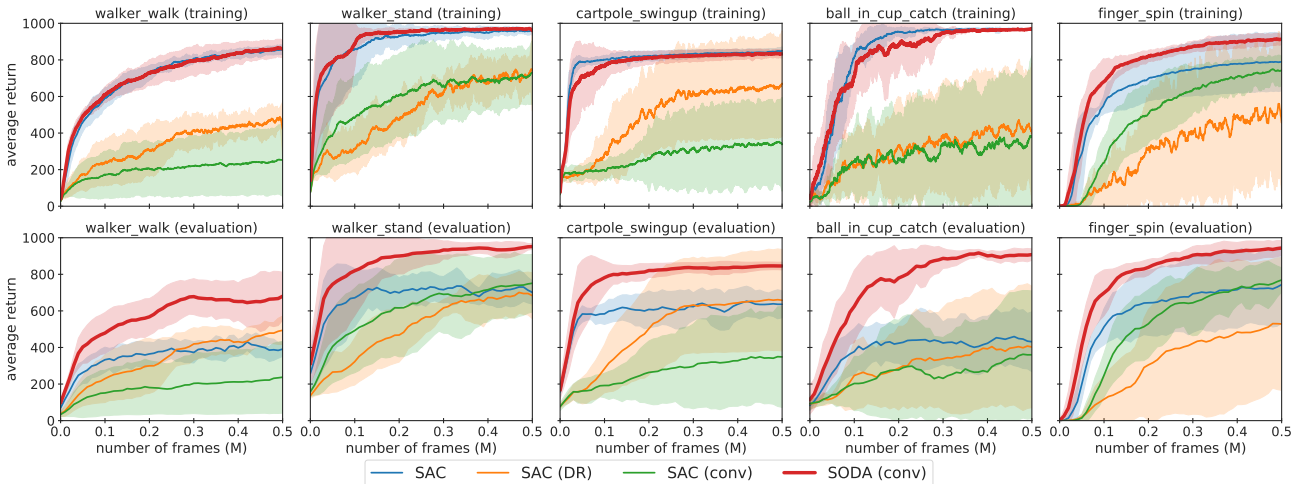 walker_walk (training)
walker_stand (training)
cartpole_swingup (training)
ball_in_cup_catch (training)
finger_spin (training)
1000
800
600
400
200
0
average return
walker_walk (evaluation)
walker_stand (evaluation)
cartpole_swingup (evaluation)
ball_in_cup_catch (evaluation)
finger_spin (evaluation)
1000
800
600
400
200
0
average return
0.0 0.1 0.2 0.3 0.4 0.5
0.0 0.1 0.2 0.3 0.4 0.5
0.0 0.1 0.2 0.3 0.4 0.5
0.0 0.1 0.2 0.3 0.4 0.5
0.0 0.1 0.2 0.3 0.4 0.5
number of frames (M)
number of frames (M)
number of frames (M)
number of frames (M)
number of frames (M)
SAC
SAC (DR)
SAC (conv)
SODA (conv)